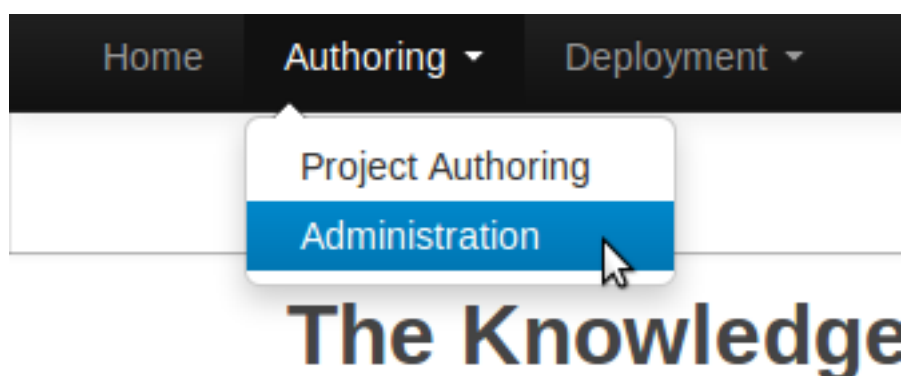 Home Authoring Deployment
Project Authoring
Administration
The Knowledge